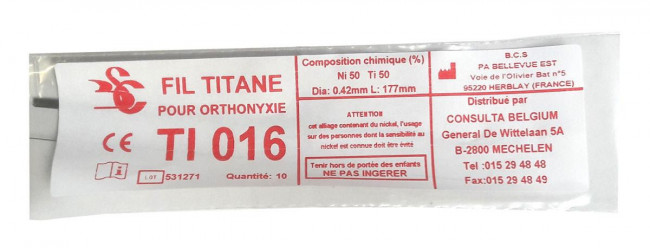 FIL TITANE
POUR ORTHONYXIE
CE TI 016
LOT 531271 Quantité: 10
Composition chimique (%)
Ni 50 Ti 50
Dia: 0.42mm L: 177mm
ATTENTION
cet alliage contenant du nickel, l'usage
sur des personnes dont la sensibilité au
nickel est connue doit être évité
Tenir hors de portée des enfants
NE PAS INGERER
B.C.S
PA BELLEVUE EST
Voie de l'Olivier Bat n°5
95220 HERBLAY (FRANCE)
Distribué par
CONSULTA BELGIUM
General De Wittelaan 5A
B-2800 MECHELEN
Tel :015 29 48 48
Fax:015 29 48 49